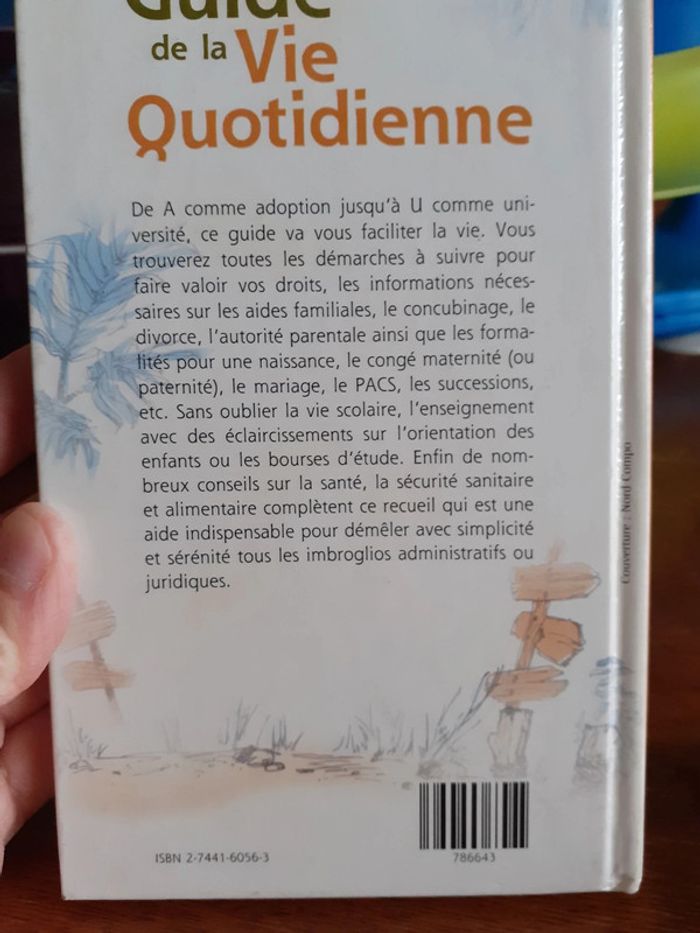 Guide
de la Vie
Quotidienne
De A comme adoption jusqu'à U comme uni-
versité, ce guide va vous faciliter la vie. Vous
trouverez toutes les démarches à suivre pour
faire valoir vos droits, les informations néces-
saires sur les aides familiales, le concubinage, le
divorce, l'autorité parentale ainsi que les forma-
lités pour une naissance, le congé maternité (ou
paternité), le mariage, le PACS, les successions,
etc. Sans oublier la vie scolaire, l'enseignement
avec des éclaircissements sur l'orientation des
enfants ou les bourses d'étude. Enfin de nom-
breux conseils sur la santé, la sécurité sanitaire
et alimentaire complètent ce recueil qui est une
aide indispensable pour démêler avec simplicité
et sérénité tous les imbroglios administratifs ou
juridiques.
Couverture : Nord Compo
ISBN 2-7441-6056-3
786643